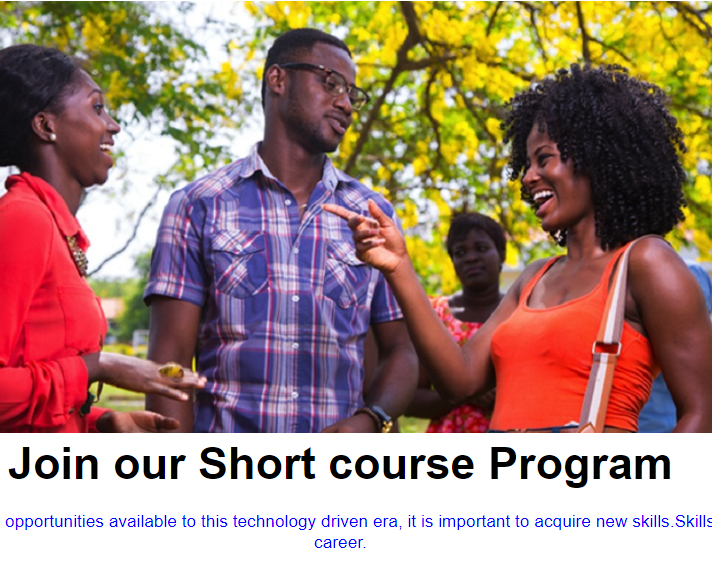 Join our Short course Program
opportunities available to this technology driven era, it is important to acquire new skills.Skills
career.